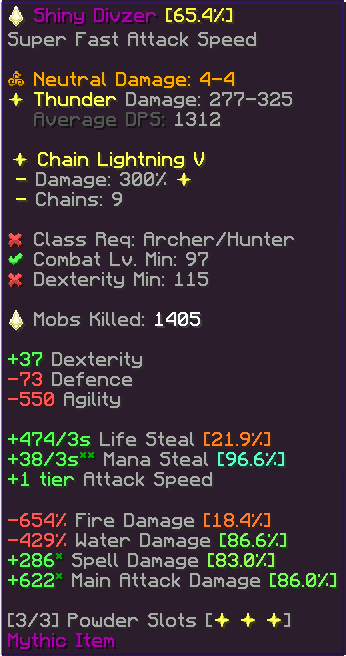 Shiny Divzer [65.4%]
Super Fast Attack Speed
Neutral Damage: 4-4
Thunder Damage: 277-325
Average DPS: 1312
Chain Lightning V
- Damage: 300%
- Chains: 9
Class Req: Archer/Hunter
Combat Lv. Min: 97
Dexterity Min: 115
Mobs Killed: 1405
+37 Dexterity
-73 Defence
-550 Agility
+474/3s Life Steal [21.9%]
+38/3s** Mana Steal [96.6%]
+1 tier Attack Speed
-654% Fire Damage [18.4%]
-429% Water Damage [86.6%]
+286* Spell Damage [83.0%]
+622* Main Attack Damage [86.0%]
[3/3] Powder Slots [✦ ✦ ✦]
Mythic Item